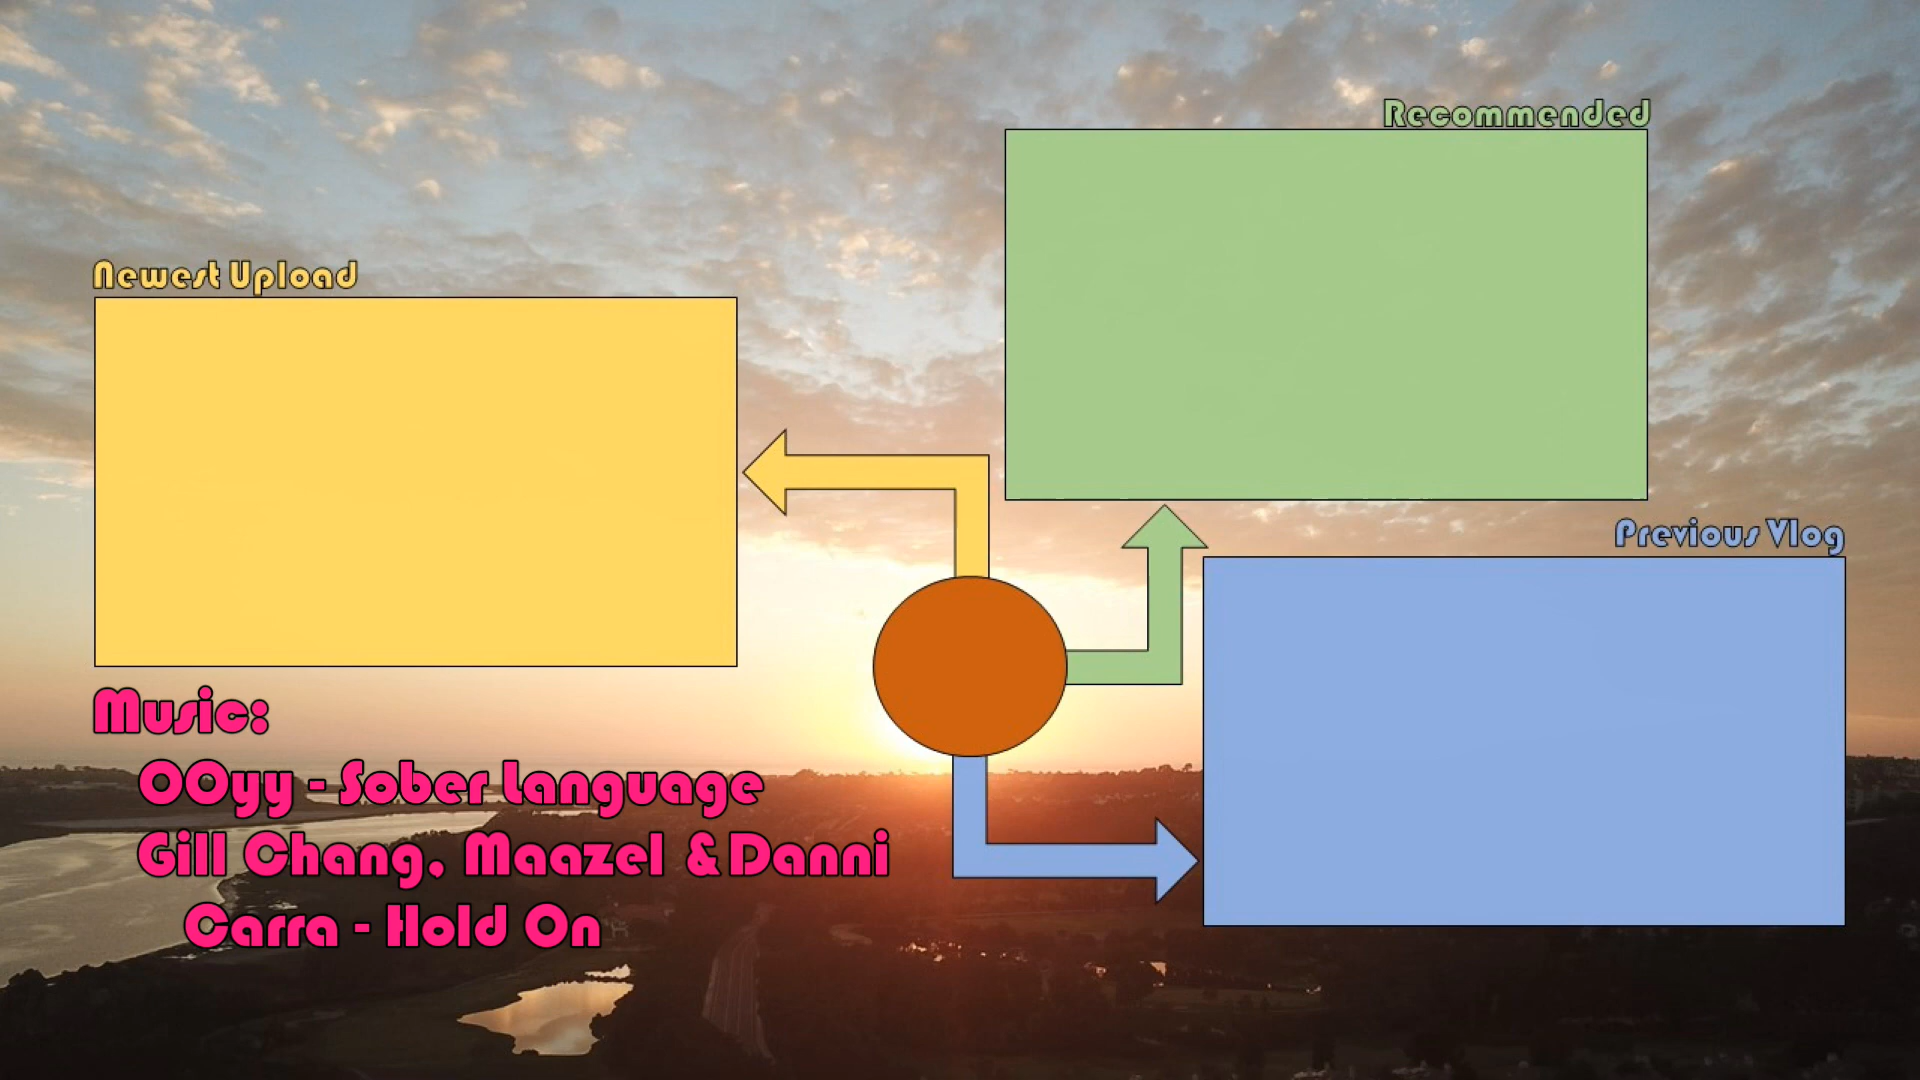 Recommended
Newest Upload
Previous Vlog
Music:
OOyy - Sober Language
Gill Chang, Maazel & Danni
Carra - Hold On